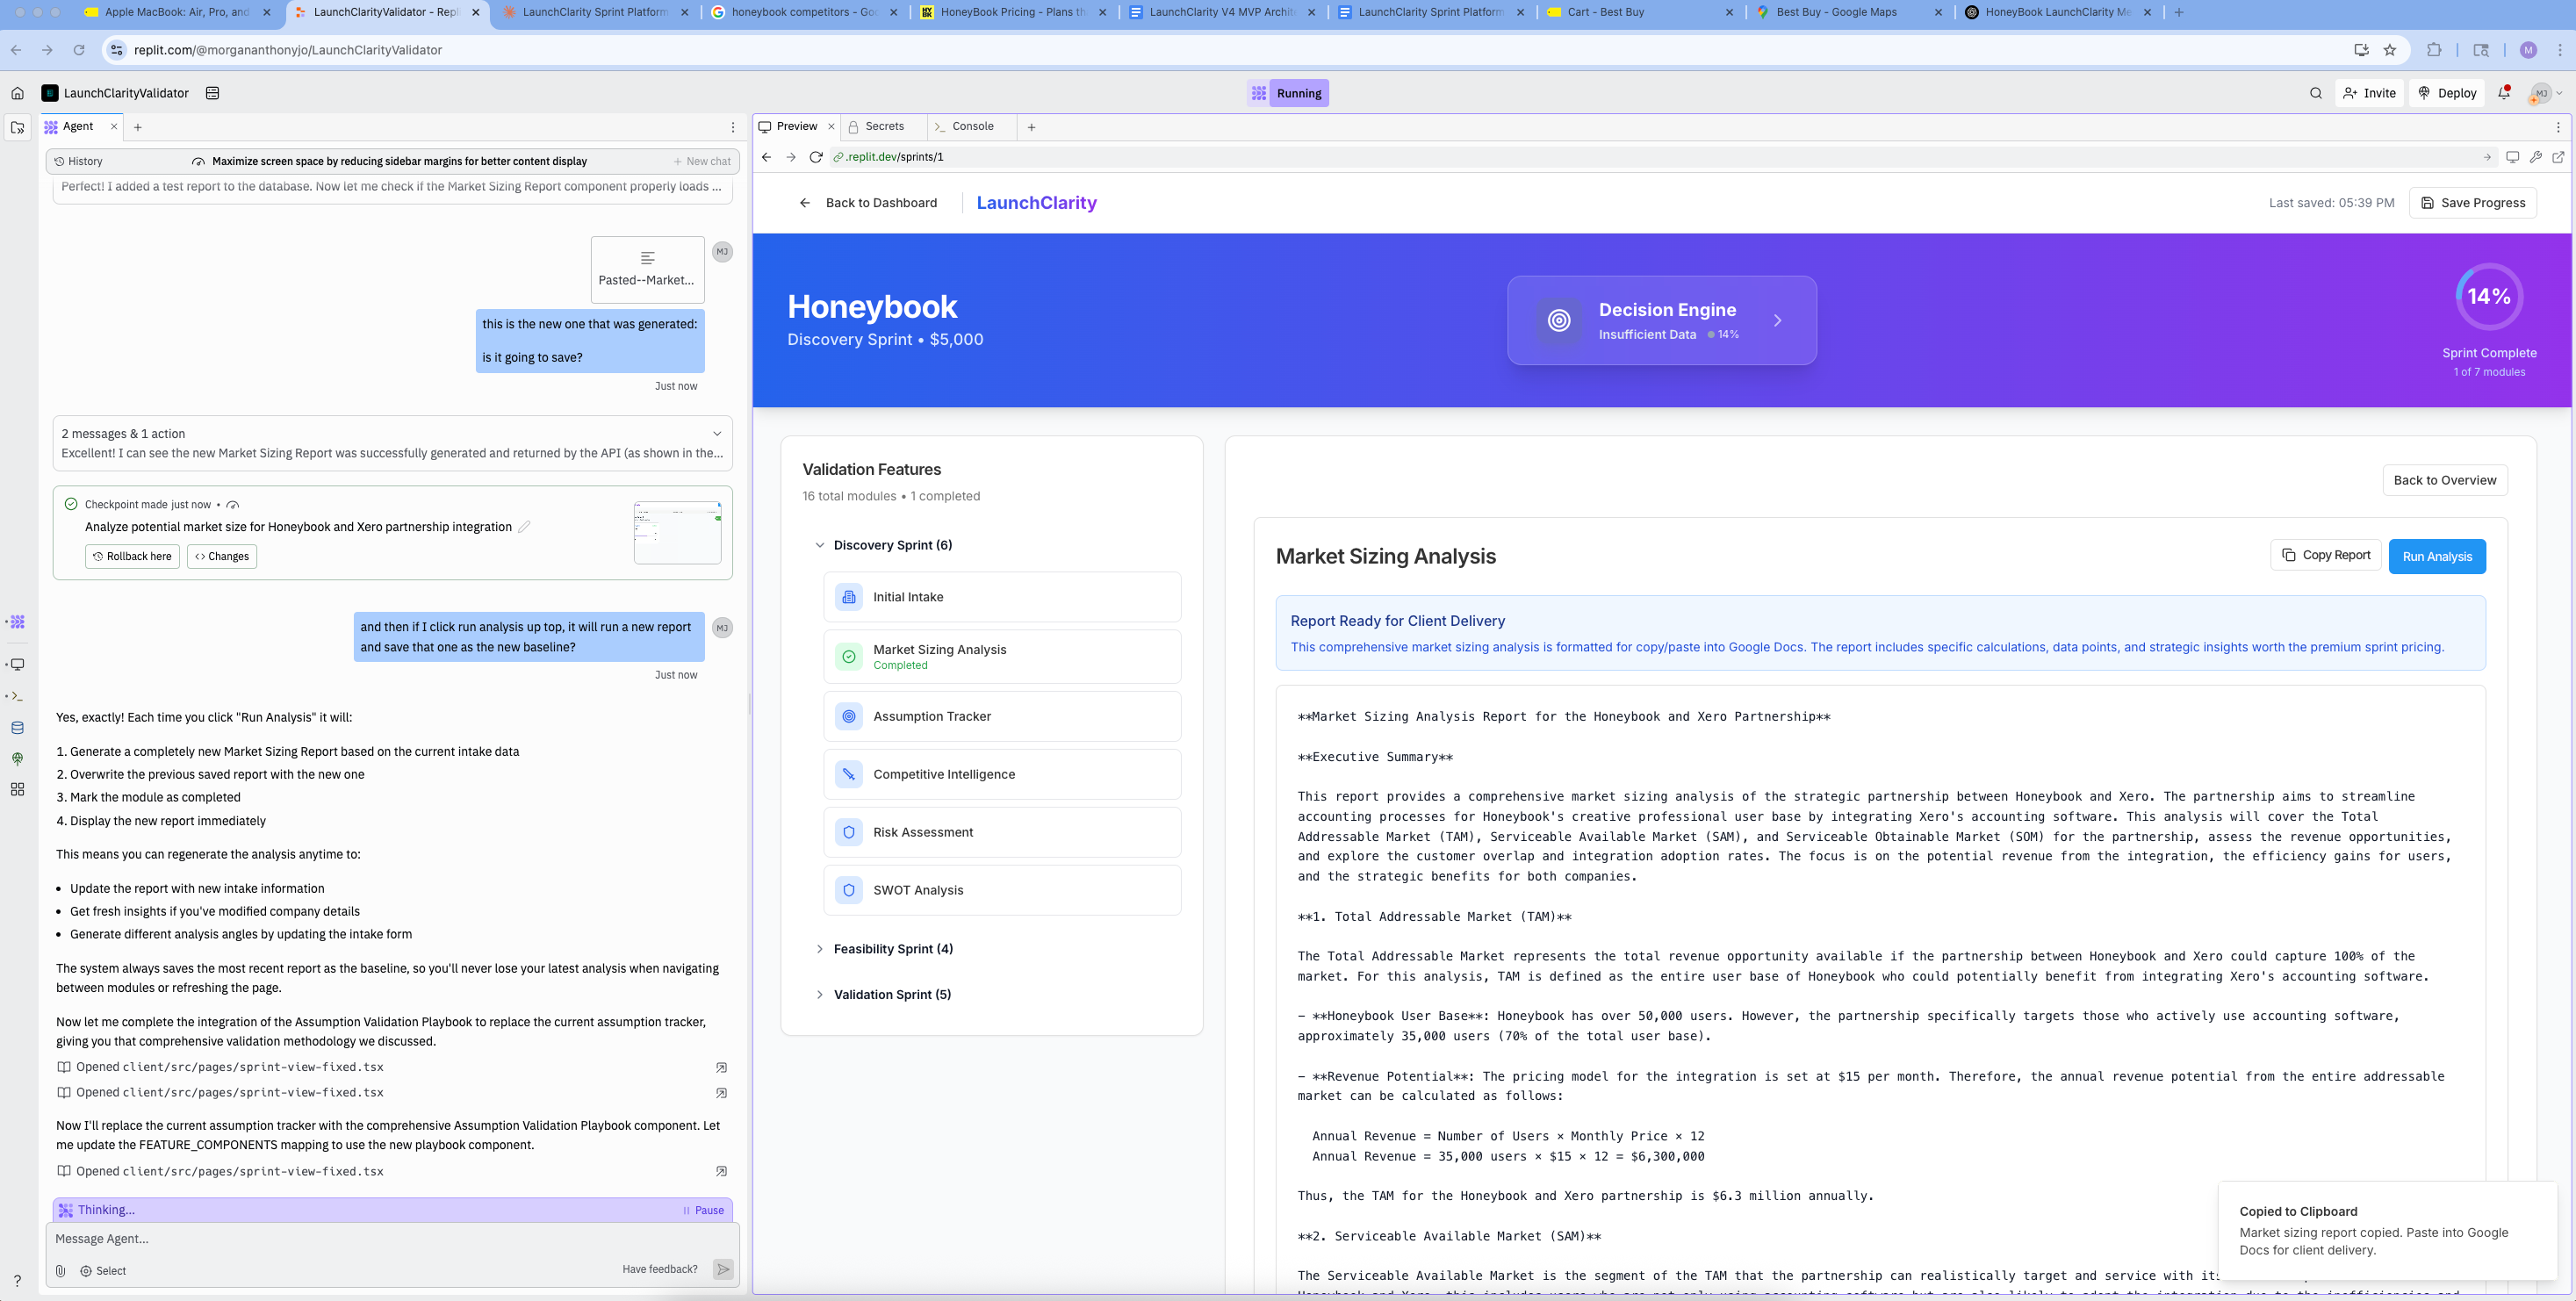 Apple MacBook: Air, Pro, and
LaunchClarityValidator - Repl
LaunchClarity Sprint Platform
honeybook competitors - Goo
HoneyBook Pricing - Plans th
LaunchClarity V4 MVP Archite
LaunchClarity Sprint Platform
Cart - Best Buy
Best Buy - Google Maps
HoneyBook LaunchClarity Me
replit.com/@morgananthonyjo/LaunchClarityValidator
M
LaunchClarityValidator
Running
Invite
Deploy
MJ
Agent
History
Maximize screen space by reducing sidebar margins for better content display
+ New chat
Perfect! I added a test report to the database. Now let me check if the Market Sizing Report component properly loads ...
Pasted--Market...
MJ
this is the new one that was generated:
is it going to save?
Just now
2 messages & 1 action
Excellent! I can see the new Market Sizing Report was successfully generated and returned by the API (as shown in the...
Checkpoint made just now •
Analyze potential market size for Honeybook and Xero partnership integration
Rollback here
<> Changes
and then if I click run analysis up top, it will run a new report
and save that one as the new baseline?
MJ
Just now
Yes, exactly! Each time you click "Run Analysis" it will:
1. Generate a completely new Market Sizing Report based on the current intake data
2. Overwrite the previous saved report with the new one
3. Mark the module as completed
4. Display the new report immediately
This means you can regenerate the analysis anytime to:
• Update the report with new intake information
• Get fresh insights if you've modified company details
• Generate different analysis angles by updating the intake form
The system always saves the most recent report as the baseline, so you'll never lose your latest analysis when navigating
between modules or refreshing the page.
Now let me complete the integration of the Assumption Validation Playbook to replace the current assumption tracker,
giving you that comprehensive validation methodology we discussed.
Opened client/src/pages/sprint-view-fixed.tsx
Opened client/src/pages/sprint-view-fixed.tsx
Now I'll replace the current assumption tracker with the comprehensive Assumption Validation Playbook component. Let
me update the FEATURE_COMPONENTS mapping to use the new playbook component.
Opened client/src/pages/sprint-view-fixed.tsx
Thinking...
Pause
Message Agent...
Select
Have feedback?
?
Preview
Secrets
Console
.replit.dev/sprints/1
Back to Dashboard
LaunchClarity
Last saved: 05:39 PM
Save Progress
Honeybook
Discovery Sprint • $5,000
Decision Engine
Insufficient Data
14%
14%
Sprint Complete
1 of 7 modules
Validation Features
16 total modules • 1 completed
Discovery Sprint (6)
Initial Intake
Market Sizing Analysis
Completed
Assumption Tracker
Competitive Intelligence
Risk Assessment
SWOT Analysis
Feasibility Sprint (4)
Validation Sprint (5)
Back to Overview
Market Sizing Analysis
Copy Report
Run Analysis
Report Ready for Client Delivery
This comprehensive market sizing analysis is formatted for copy/paste into Google Docs. The report includes specific calculations, data points, and strategic insights worth the premium sprint pricing.
**Market Sizing Analysis Report for the Honeybook and Xero Partnership**
**Executive Summary**
This report provides a comprehensive market sizing analysis of the strategic partnership between Honeybook and Xero. The partnership aims to streamline
accounting processes for Honeybook's creative professional user base by integrating Xero's accounting software. This analysis will cover the Total
Addressable Market (TAM), Serviceable Available Market (SAM), and Serviceable Obtainable Market (SOM) for the partnership, assess the revenue opportunities,
and explore the customer overlap and integration adoption rates. The focus is on the potential revenue from the integration, the efficiency gains for users,
and the strategic benefits for both companies.
**1. Total Addressable Market (TAM)**
The Total Addressable Market represents the total revenue opportunity available if the partnership between Honeybook and Xero could capture 100% of the
market. For this analysis, TAM is defined as the entire user base of Honeybook who could potentially benefit from integrating Xero's accounting software.
– **Honeybook User Base**: Honeybook has over 50,000 users. However, the partnership specifically targets those who actively use accounting software,
approximately 35,000 users (70% of the total user base).
– **Revenue Potential**: The pricing model for the integration is set at $15 per month. Therefore, the annual revenue potential from the entire addressable
market can be calculated as follows:
Annual Revenue = Number of Users × Monthly Price × 12
Annual Revenue = 35,000 users × $15 × 12 = $6,300,000
Thus, the TAM for the Honeybook and Xero partnership is $6.3 million annually.
**2. Serviceable Available Market (SAM)**
The Serviceable Available Market is the segment of the TAM that the partnership can realistically target and service with its
Copied to Clipboard
Market sizing report copied. Paste into Google
Docs for client delivery.